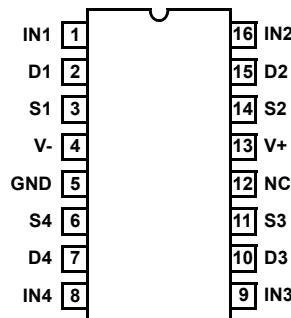 IN1 1 16 IN2
D1 2 15 D2
S1 3 14 S2
V- 4 13 V+
GND 5 12 NC
S4 6 11 S3
D4 7 10 D3
IN4 8 9 IN3